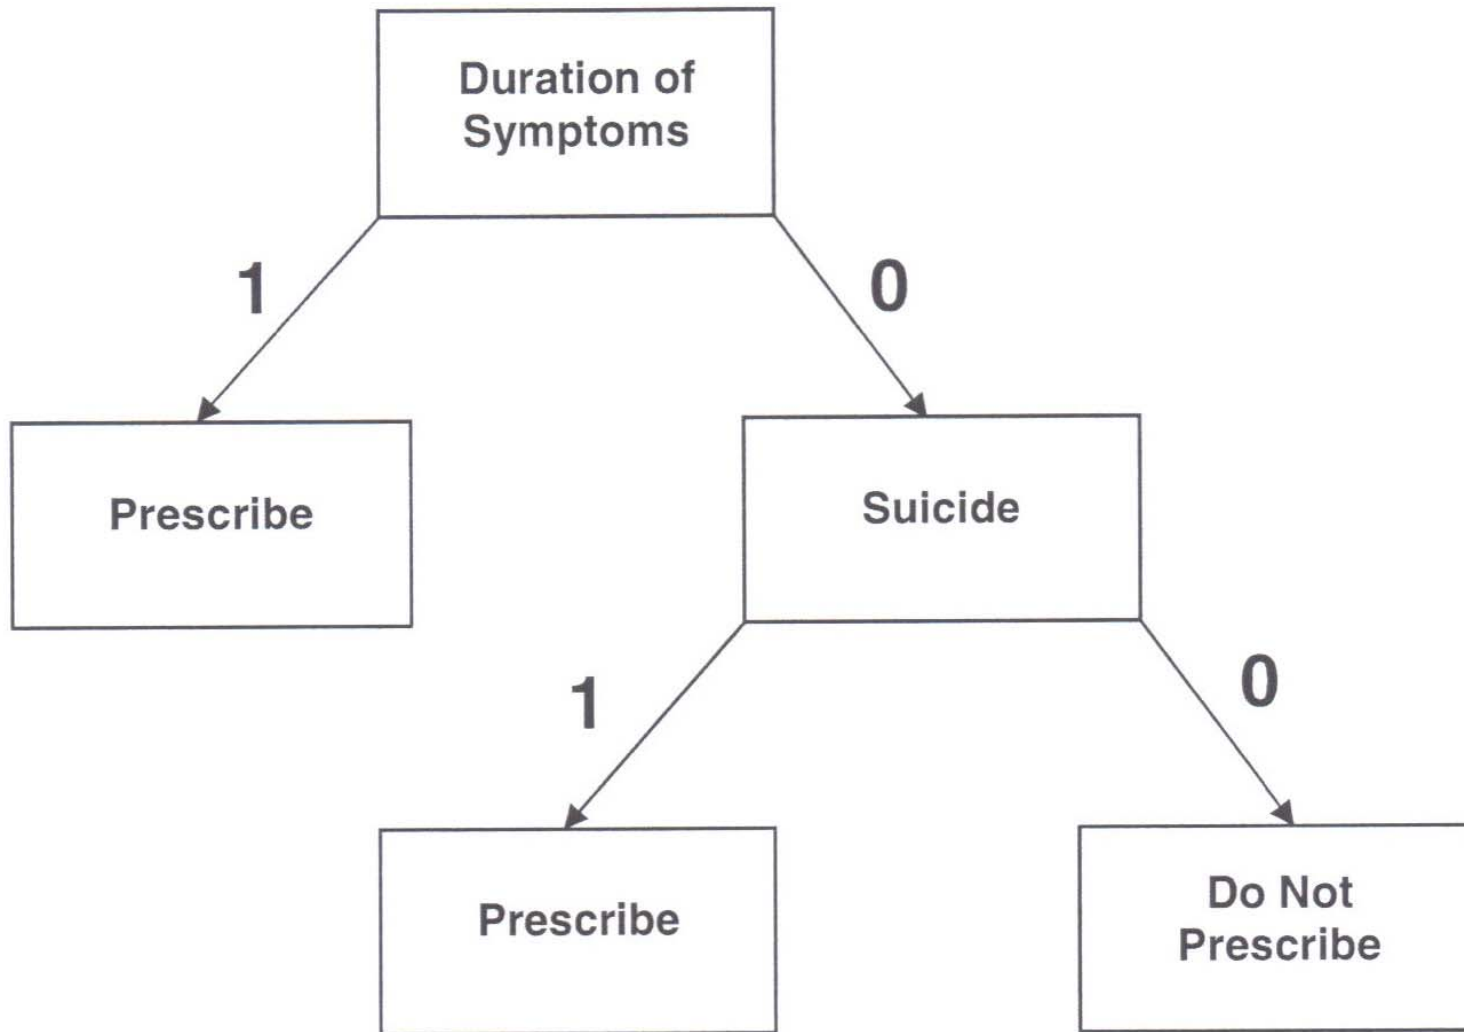 Duration of
Symptoms
1
0
Prescribe
Suicide
1
0
Prescribe
Do Not
Prescribe